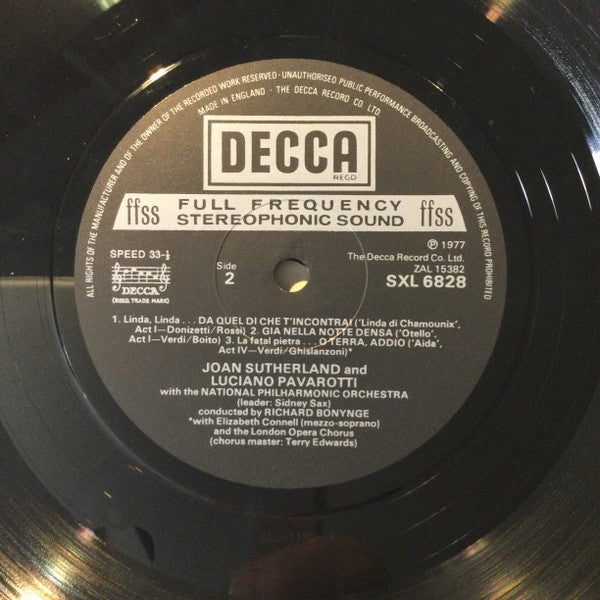 ALL RIGHTS OF THE MANUFACTURER AND OF THE OWNER OF THE RECORDED WORK RESERVED · UNAUTHORISED PUBLIC PERFORMANCE BROADCASTING AND COPYING OF THIS RECORD PROHIBITED
MADE IN ENGLAND · THE DECCA RECORD CO. LTD
DECCA
REGD
ffss FULL FREQUENCY STEREOPHONIC SOUND ffss
SPEED 33-⅓
DECCA
(REGD. TRADE MARK)
Side
2
℗ 1977
The Decca Record Co. Ltd.
ZAL 15382
SXL 6828
1. Linda, Linda . . . DA QUEL DI CHE T'INCONTRAI ('Linda di Chamounix',
Act I—Donizetti/Rossi) 2. GIA NELLA NOTTE DENSA ('Otello',
Act I—Verdi/Boito) 3. La fatal pietra . . . O TERRA, ADDIO ('Aida',
Act IV—Verdi/Ghislanzoni)*
JOAN SUTHERLAND and
LUCIANO PAVAROTTI
with the NATIONAL PHILHARMONIC ORCHESTRA
(leader: Sidney Sax)
conducted by RICHARD BONYNGE
*with Elizabeth Connell (mezzo-soprano)
and the London Opera Chorus
(chorus master: Terry Edwards)